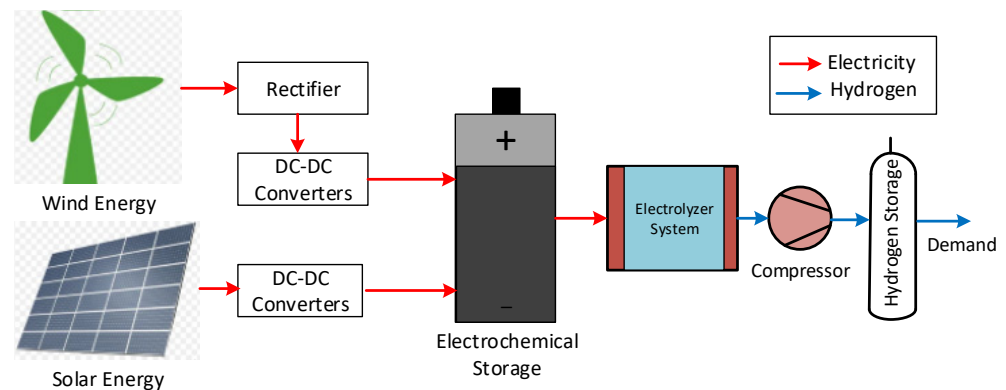 Electricity
Hydrogen
Rectifier
DC-DC
Converters
Wind Energy
+
Electrolyzer
System
Compressor
Hydrogen Storage
Demand
DC-DC
Converters
–
Electrochemical
Storage
Solar Energy